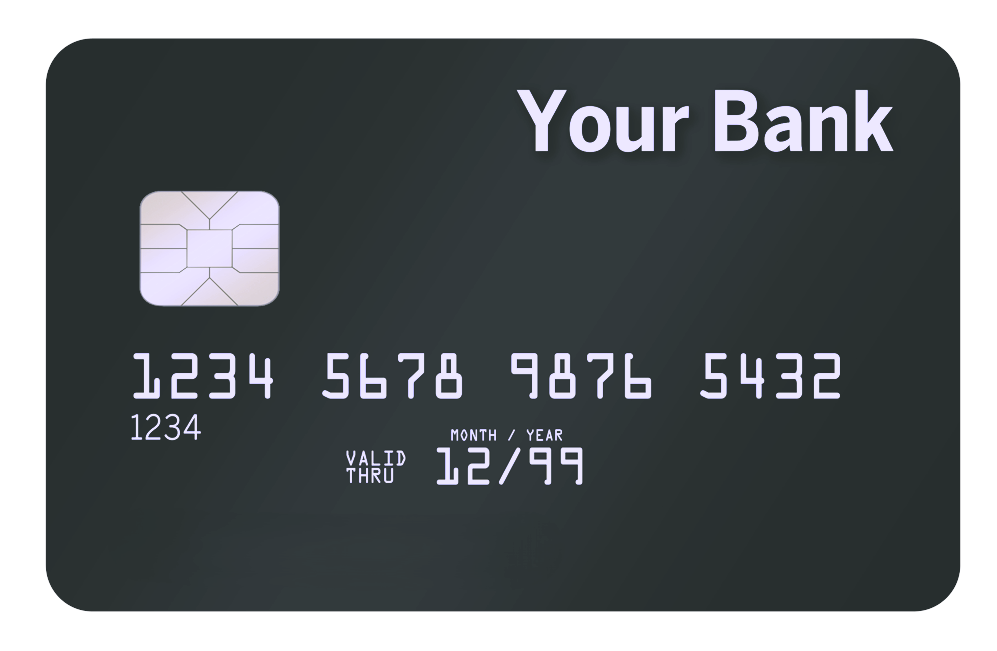 Your Bank
1234 5678 9876 5432
1234
MONTH / YEAR
VALID THRU 12/99